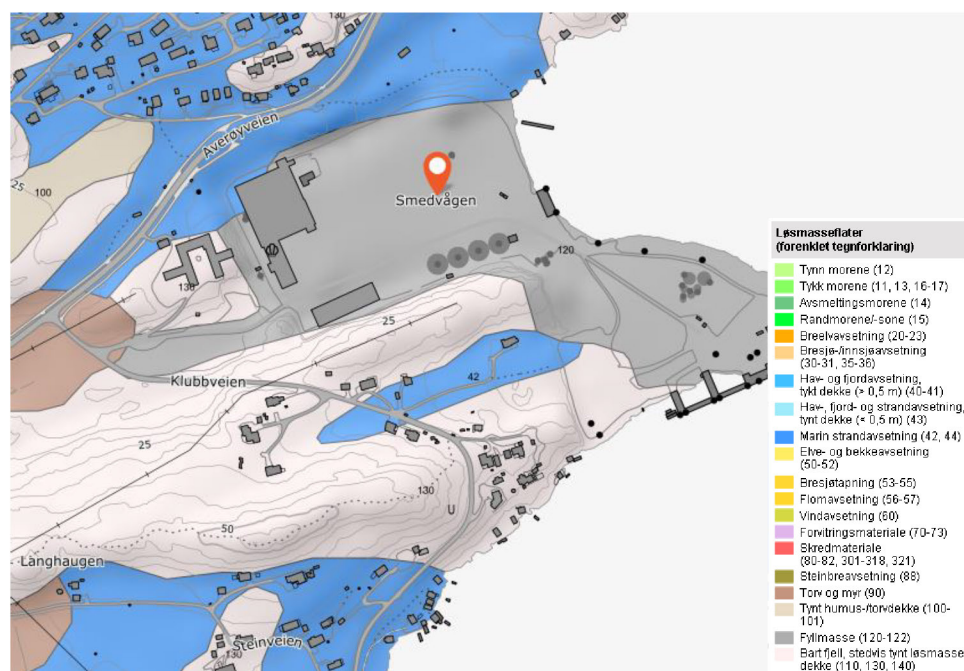 130
Averøyveien
25
100
Smedvågen
120
130
25
Klubbveien
42
25
130
U
50
Langhaugen
Steinveien
130
Løsmasseflater
(forenklet tegnforklaring)
Tynn morene (12)
Tykk morene (11, 13, 16-17)
Avsmeltingsmorene (14)
Randmorene/-sone (15)
Breelvavsetning (20-23)
Bresjø-/innsjøavsetning
(30-31, 35-36)
Hav- og fjordavsetning,
tykt dekke (> 0,5 m) (40-41)
Hav-, fjord- og strandavsetning,
tynt dekke (< 0,5 m) (43)
Marin strandavsetning (42, 44)
Elve- og bekkeavsetning
(50-52)
Bresjøtapning (53-55)
Flomavsetning (56-57)
Vindavsetning (60)
Forvitringsmateriale (70-73)
Skredmateriale
(80-82, 301-318, 321)
Steinbreavsetning (88)
Torv og myr (90)
Tynt humus-/torvdekke (100-
101)
Fyllmasse (120-122)
Bart fjell, stedvis tynt løsmasse
dekke (110, 130, 140)